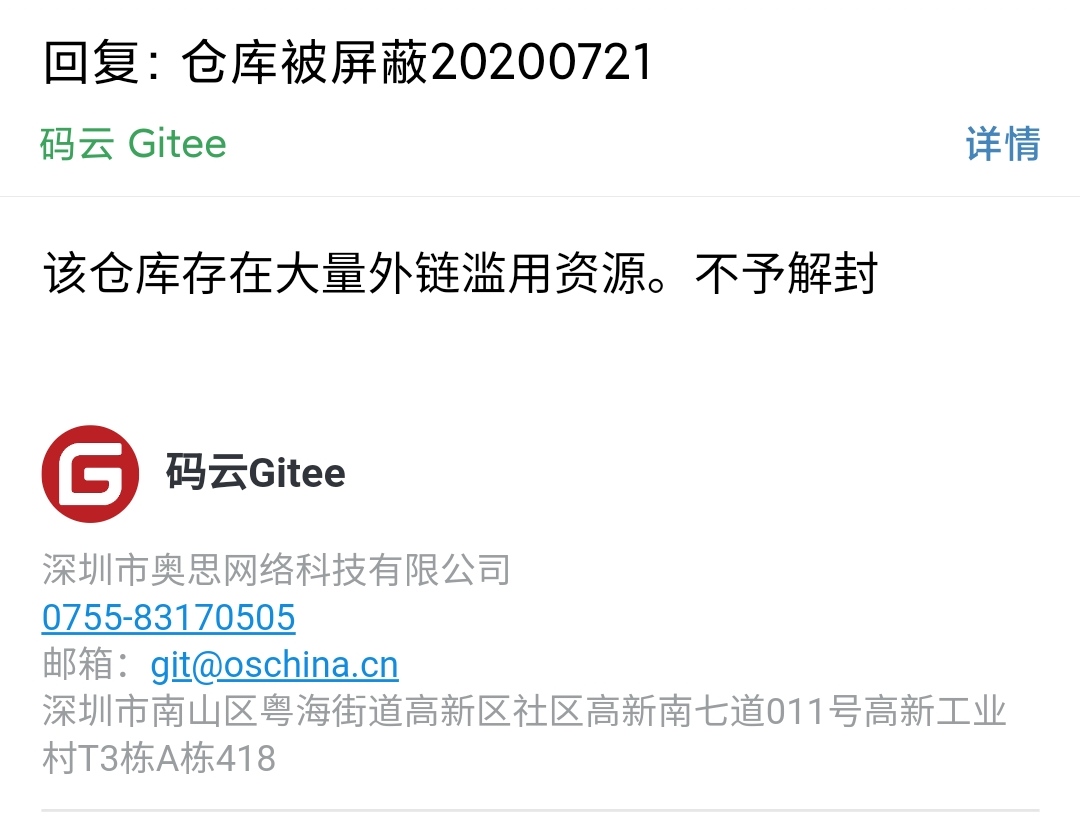 回复：仓库被屏蔽20200721
码云 Gitee
详情
该仓库存在大量外链滥用资源。不予解封
码云Gitee
深圳市奥思网络科技有限公司
0755-83170505
邮箱：git@oschina.cn
深圳市南山区粤海街道高新区社区高新南七道011号高新工业
村T3栋A栋418